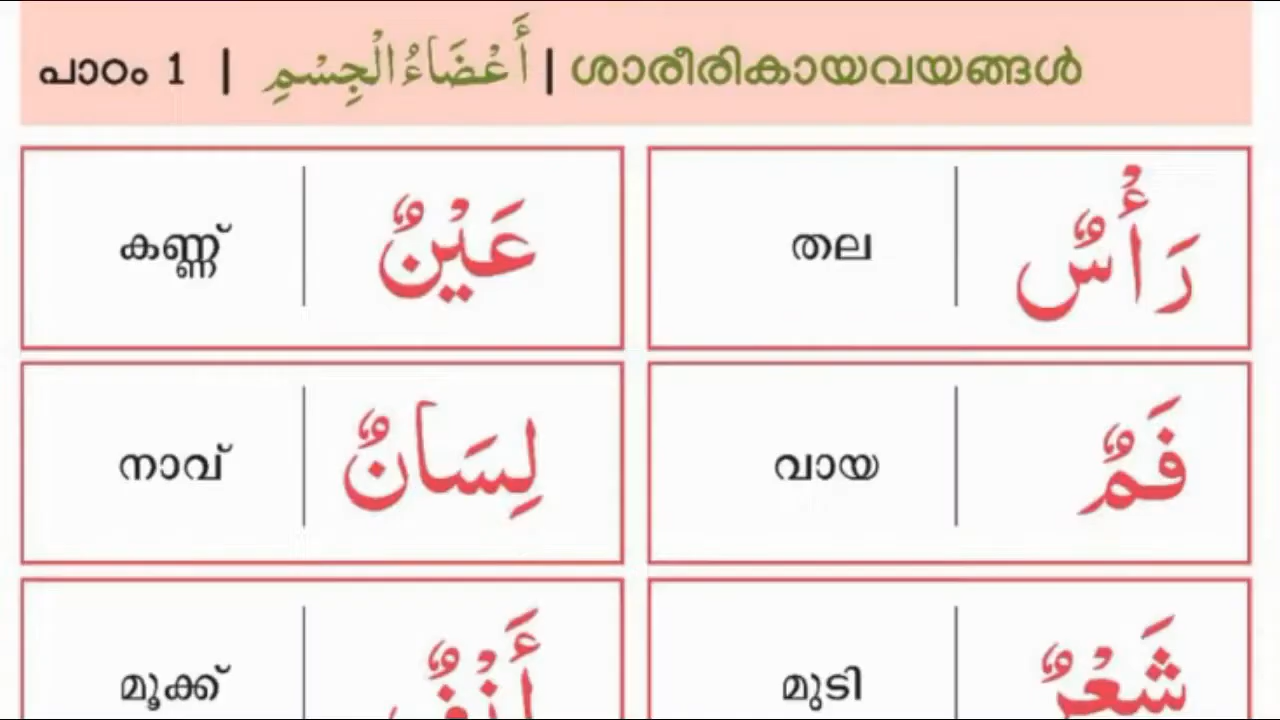 പാഠം 1 | أَعْضَاءُ الْجِسْمِ | ശാരീരികായവയങ്ങൾ
കണ്ണ് | عَيْنٌ
തല | رَأْسٌ
നാവ് | لِسَانٌ
വായ | فَمٌ
മൂക്ക് | أَنْفٌ
മുടി | شَعْرٌ